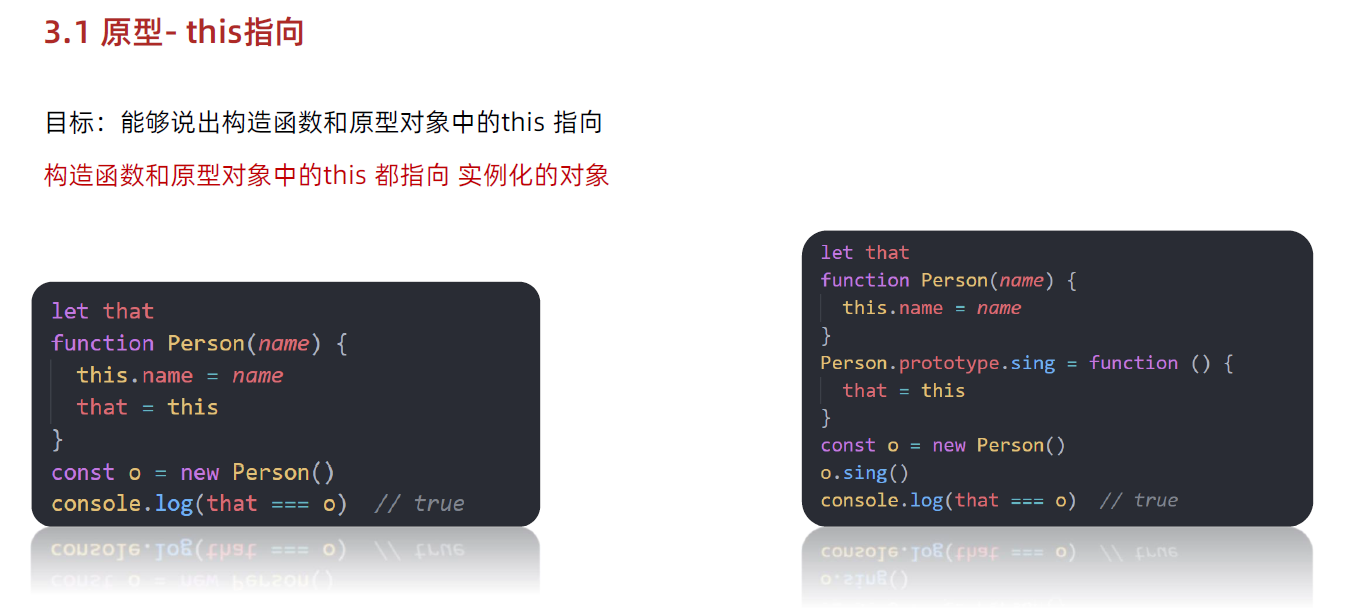 3.1 原型- this指向
目标：能够说出构造函数和原型对象中的this 指向
构造函数和原型对象中的this 都指向 实例化的对象
let that
function Person(name) {
  this.name = name
  that = this
}
const o = new Person()
console.log(that === o)  // true
let that
function Person(name) {
  this.name = name
}
Person.prototype.sing = function () {
  that = this
}
const o = new Person()
o.sing()
console.log(that === o)  // true